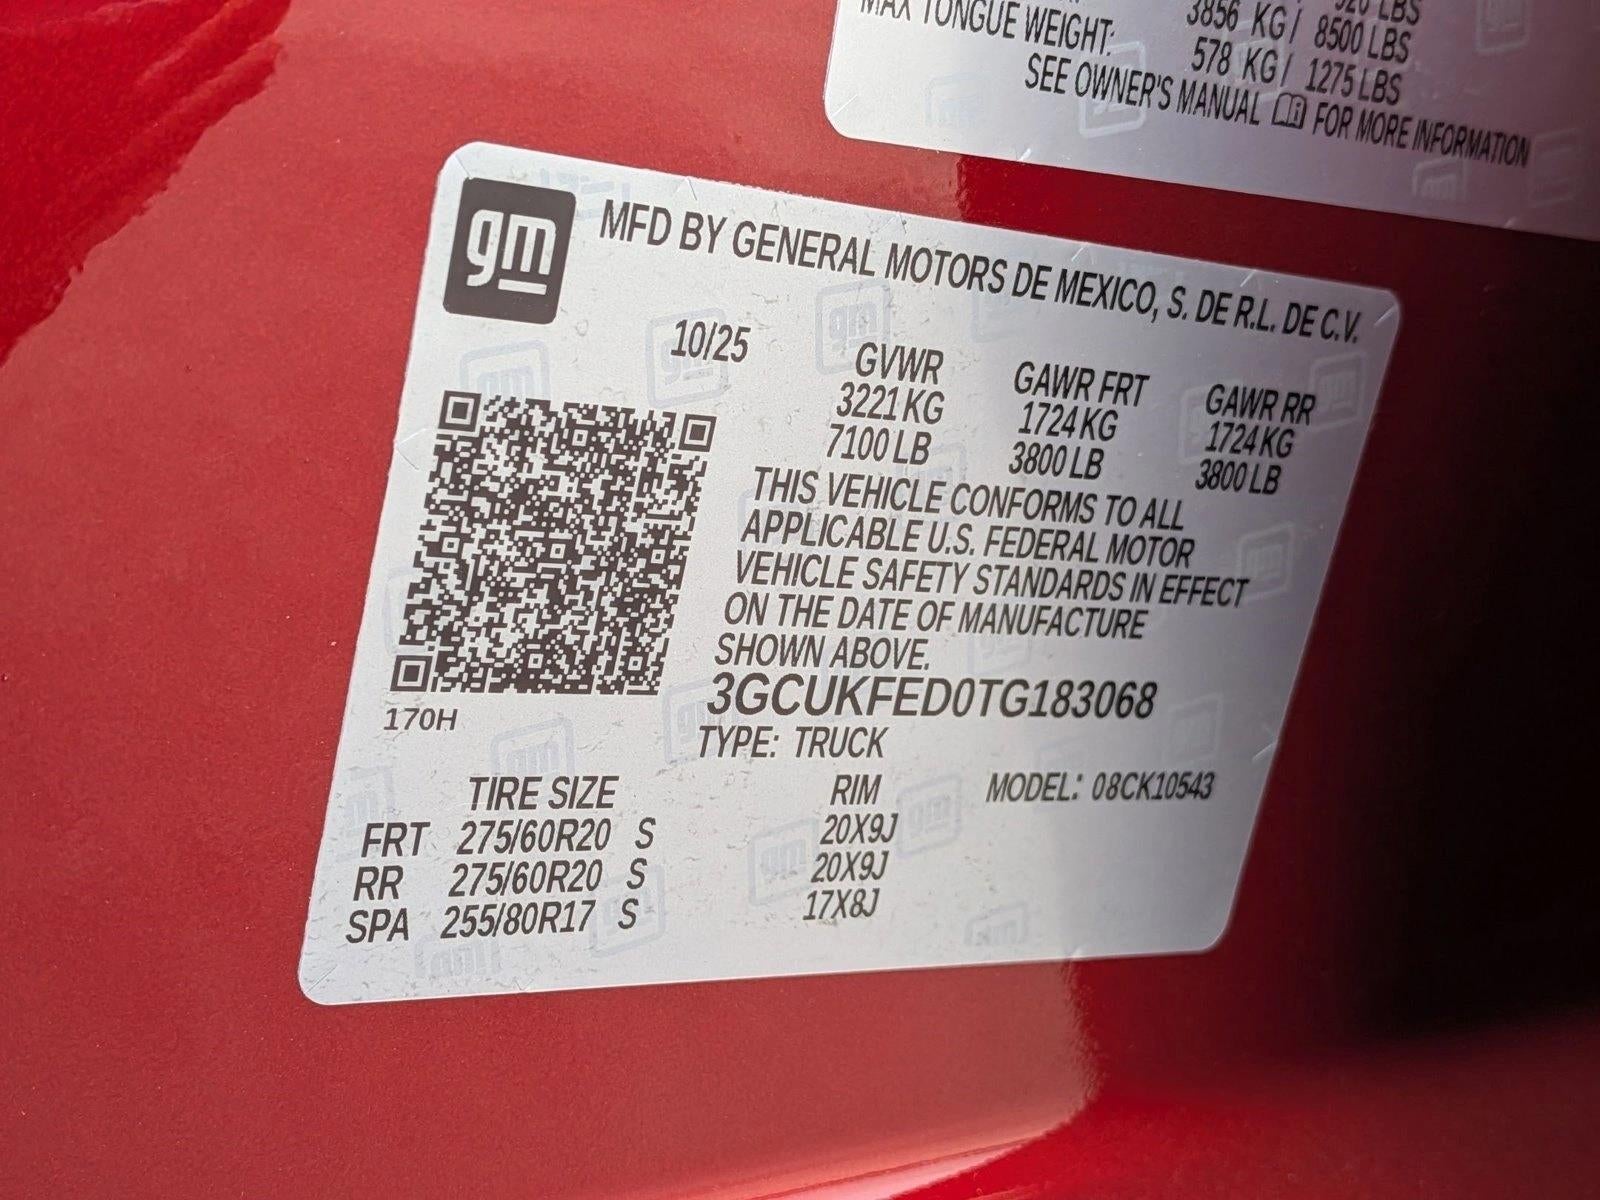 520 LBS
3856 KG / 8500 LBS
MAX TONGUE WEIGHT: 578 KG / 1275 LBS
SEE OWNER'S MANUAL FOR MORE INFORMATION
gm
MFD BY GENERAL MOTORS DE MEXICO, S. DE R.L. DE C.V.
10/25
GVWR GAWR FRT GAWR RR
3221 KG 1724 KG 1724 KG
7100 LB 3800 LB 3800 LB
THIS VEHICLE CONFORMS TO ALL
APPLICABLE U.S. FEDERAL MOTOR
VEHICLE SAFETY STANDARDS IN EFFECT
ON THE DATE OF MANUFACTURE
SHOWN ABOVE.
3GCUKFED0TG183068
170H
TYPE: TRUCK
TIRE SIZE RIM MODEL: 08CK10543
FRT 275/60R20 S 20X9J
RR 275/60R20 S 20X9J
SPA 255/80R17 S 17X8J